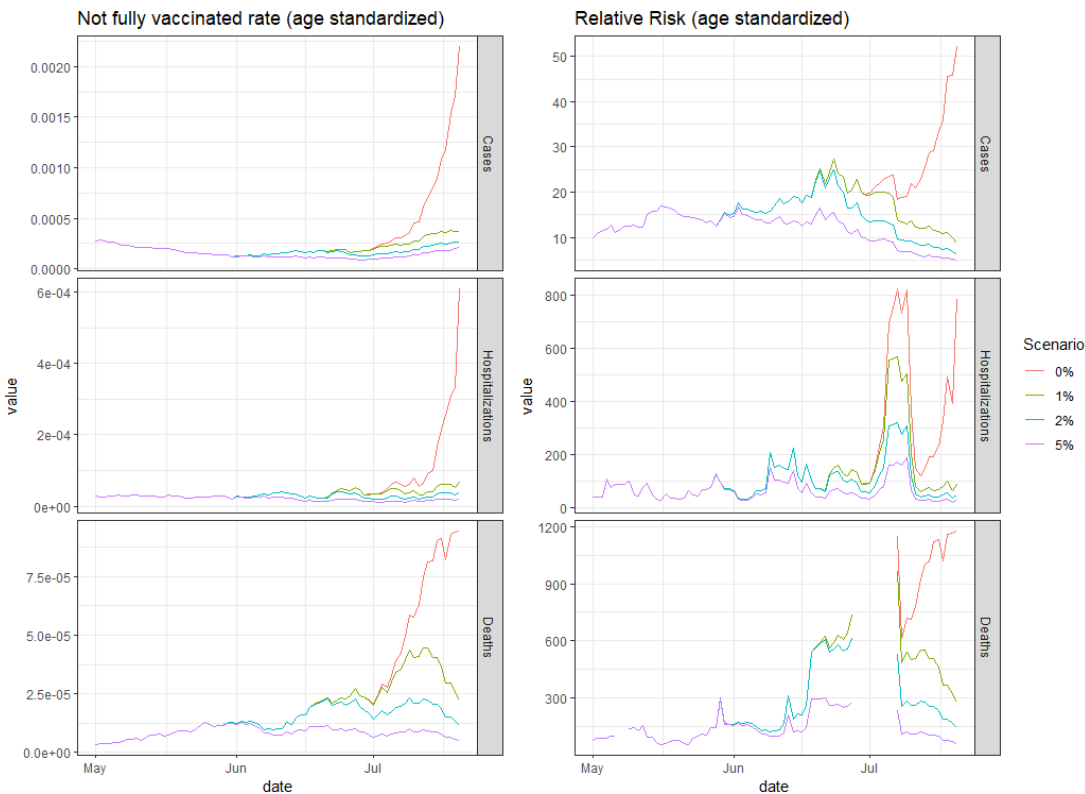 Not fully vaccinated rate (age standardized)
0.0020
0.0015
0.0010
0.0005
0.0000
Cases
6e-04
4e-04
2e-04
0e+00
Hospitalizations
value
7.5e-05
5.0e-05
2.5e-05
0.0e+00
Deaths
May
Jun
Jul
date
Relative Risk (age standardized)
50
40
30
20
10
Cases
800
600
400
200
0
Hospitalizations
value
1200
900
600
300
Deaths
May
Jun
Jul
date
Scenario
0%
1%
2%
5%